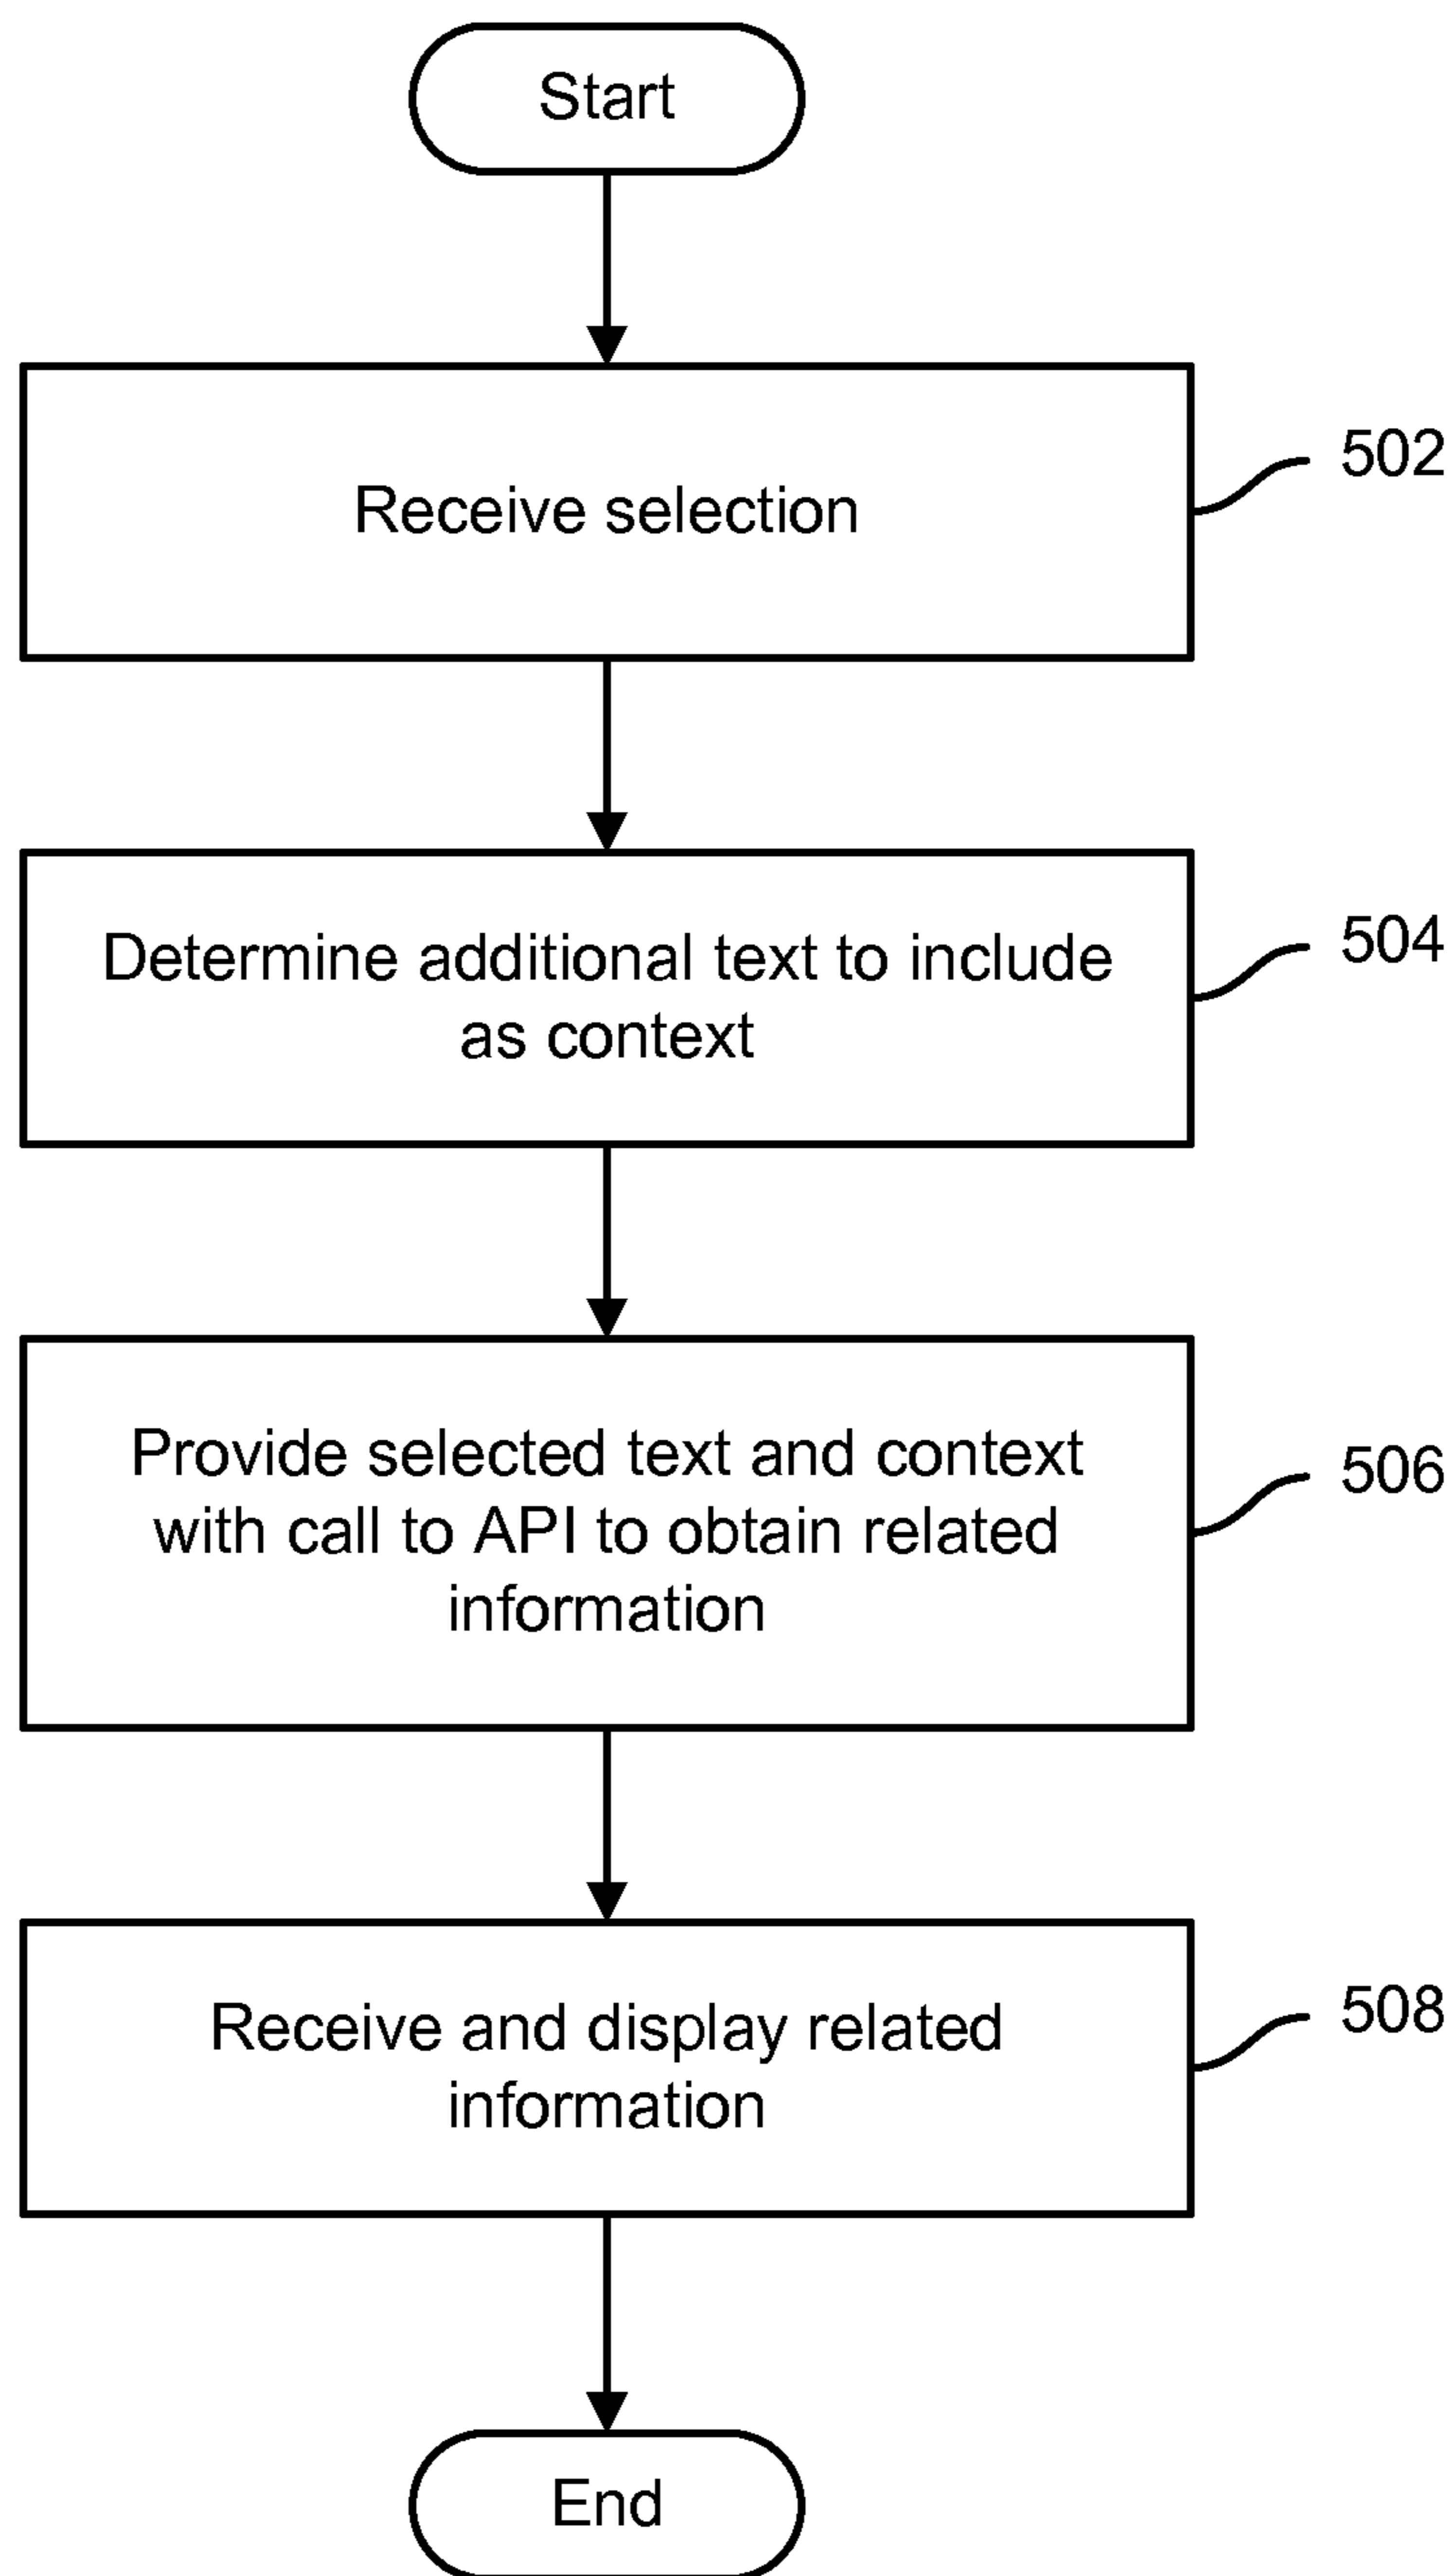 Start
Receive selection
502
Determine additional text to include
as context
504
Provide selected text and context
with call to API to obtain related
information
506
Receive and display related
information
508
End